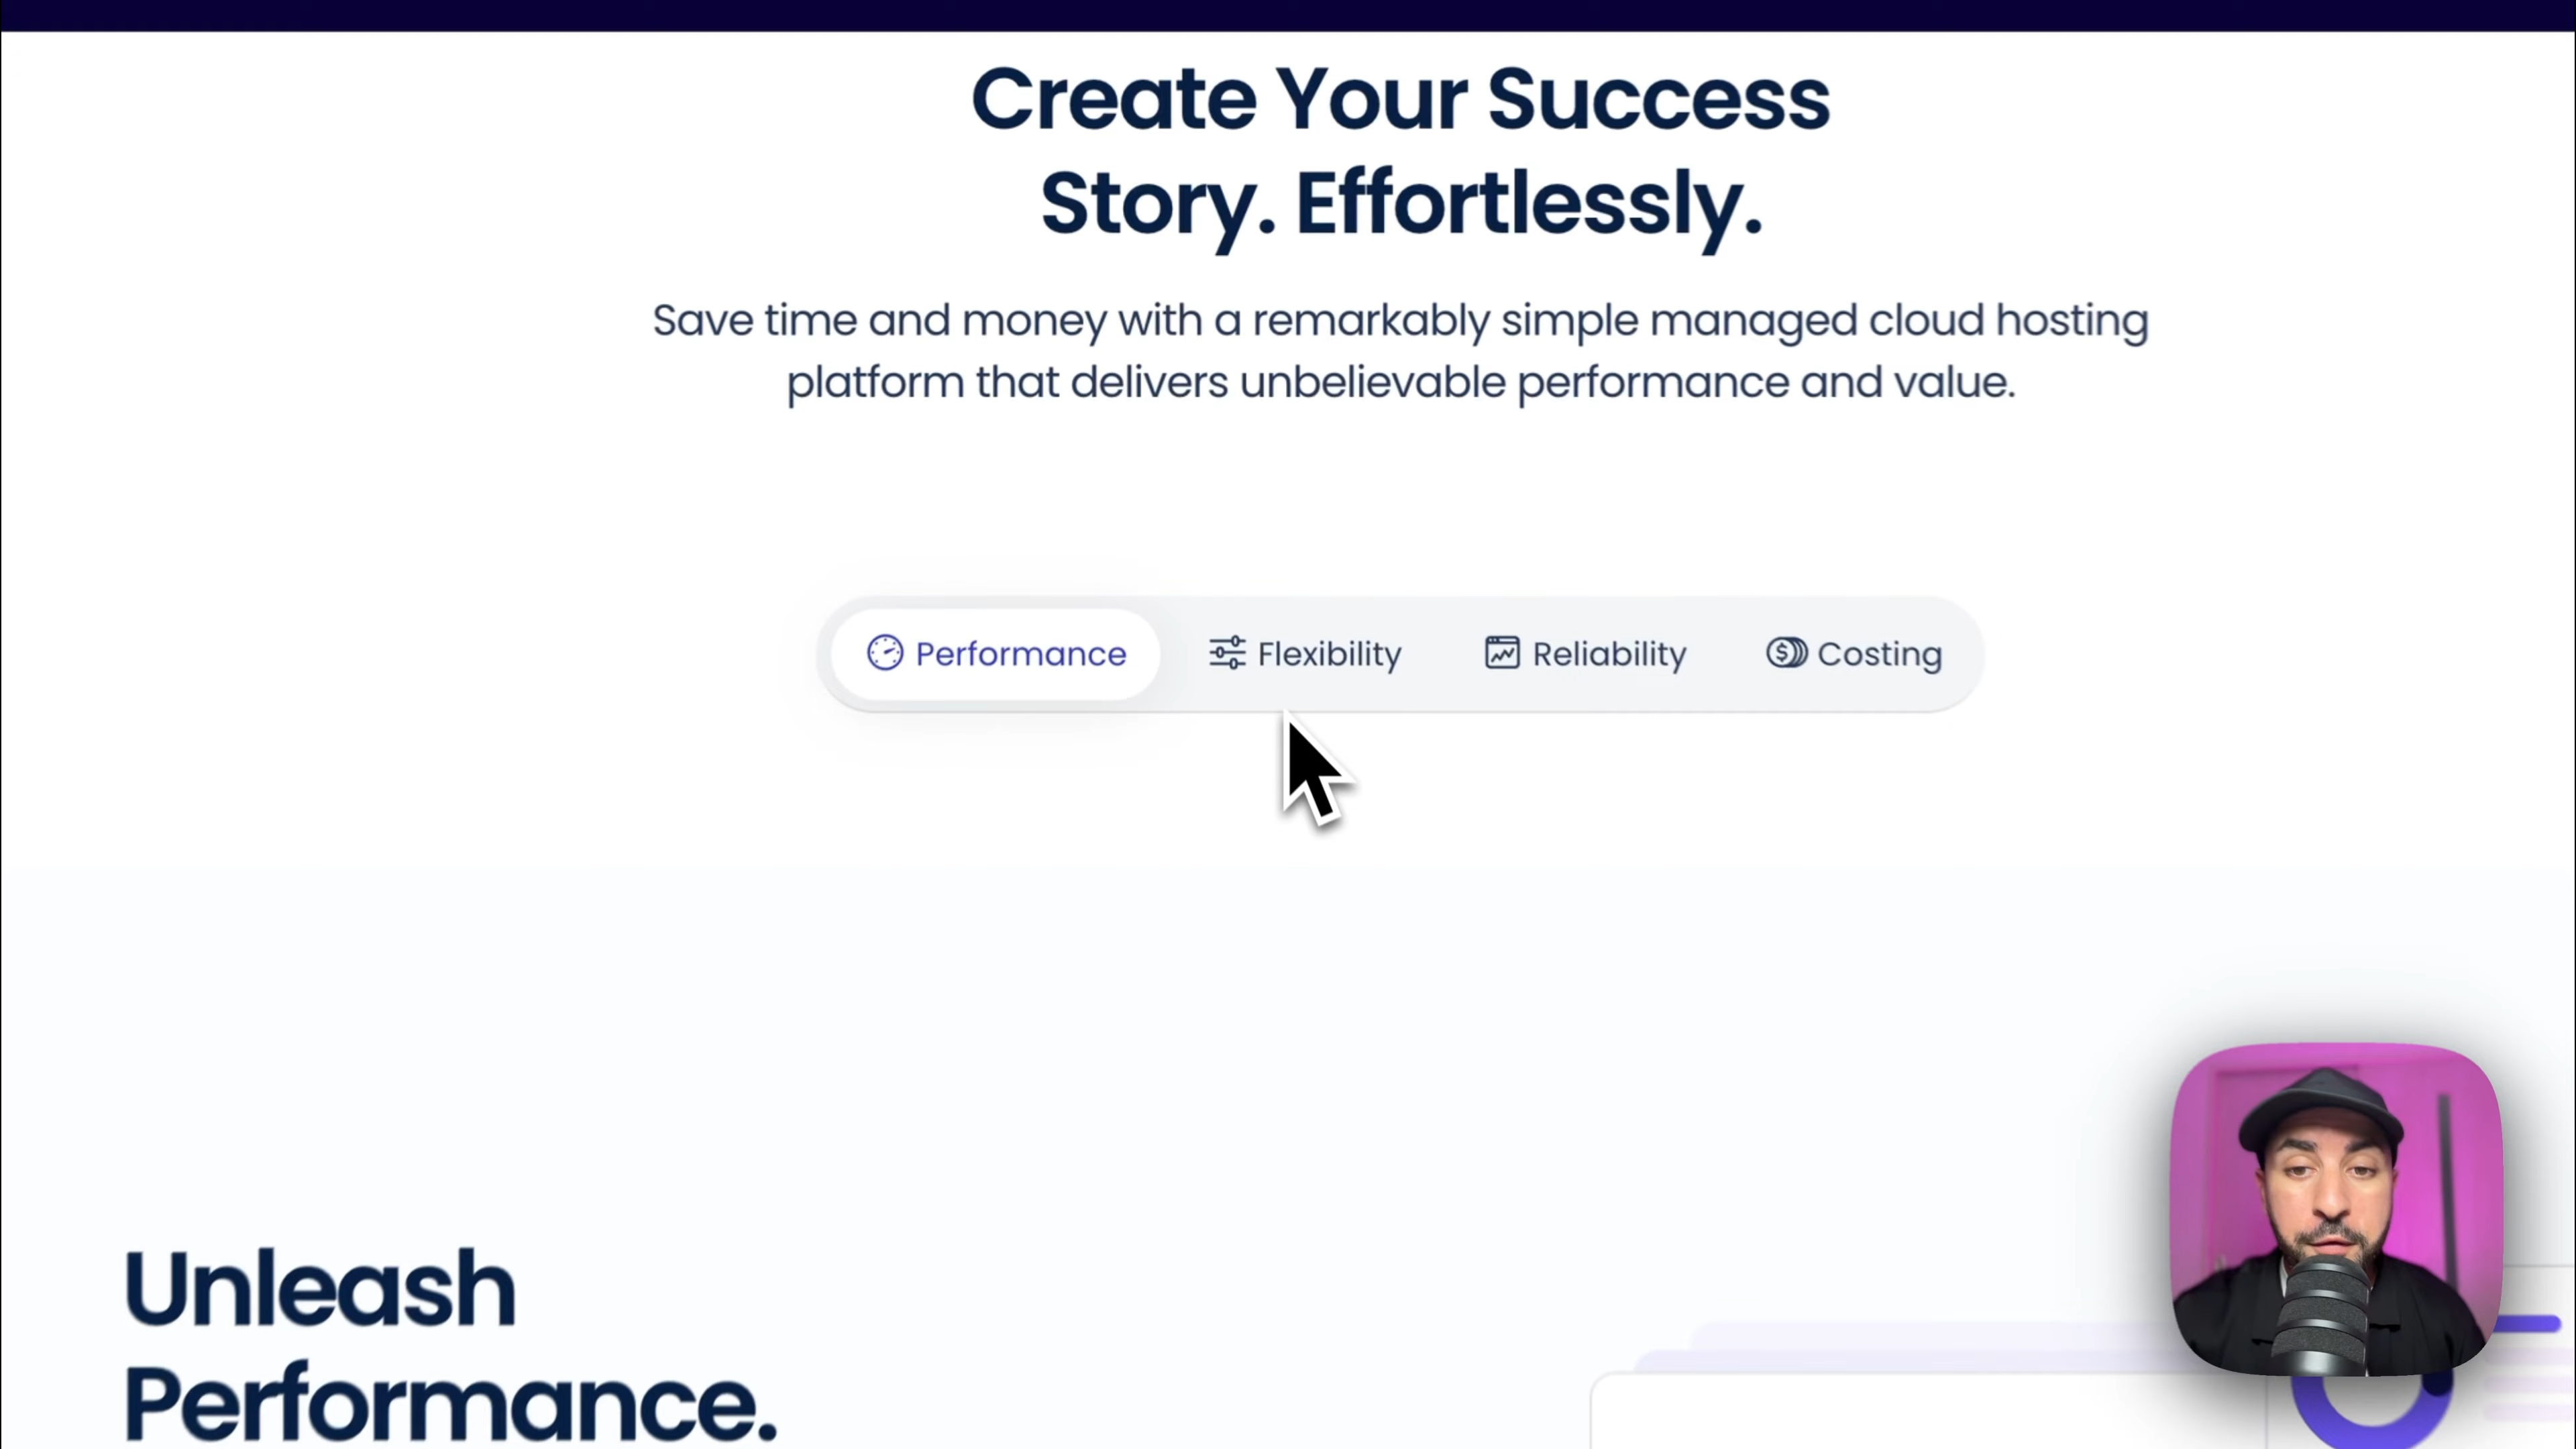 Create Your Success
Story. Effortlessly.
Save time and money with a remarkably simple managed cloud hosting
platform that delivers unbelievable performance and value.
Performance Flexibility Reliability Costing
Unleash
Performance.